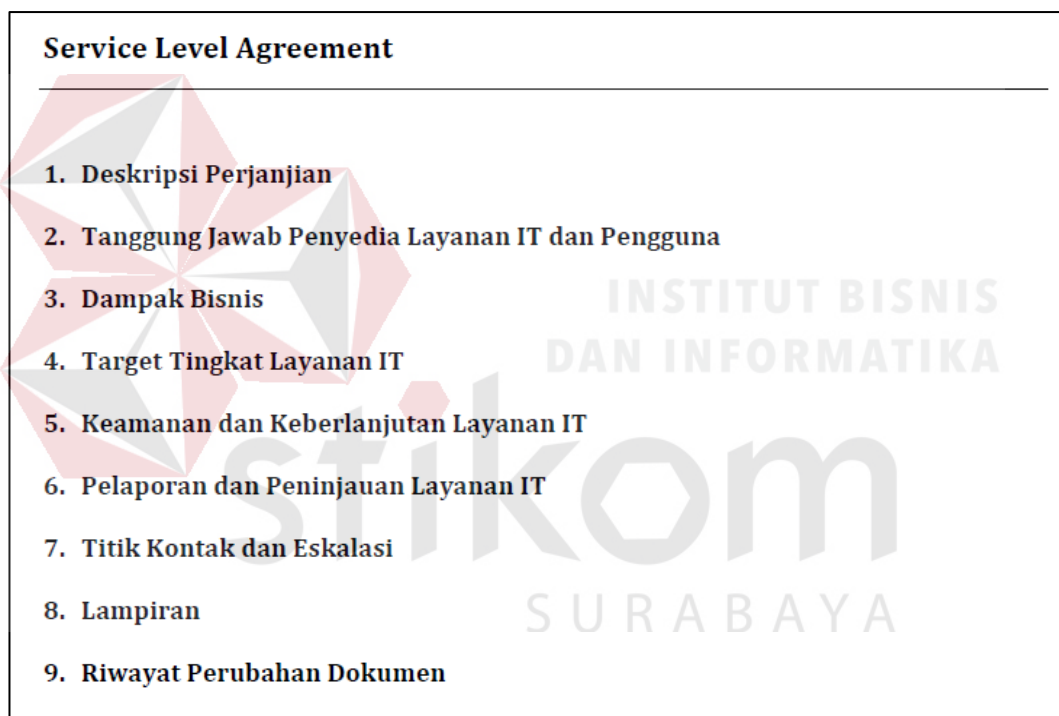 Service Level Agreement
1. Deskripsi Perjanjian
2. Tanggung Jawab Penyedia Layanan IT dan Pengguna
3. Dampak Bisnis
INSTITUT BISNIS
DAN INFORMATIKA
4. Target Tingkat Layanan IT
5. Keamanan dan Keberlanjutan Layanan IT
stikom
6. Pelaporan dan Peninjauan Layanan IT
7. Titik Kontak dan Eskalasi
8. Lampiran
SURABAYA
9. Riwayat Perubahan Dokumen